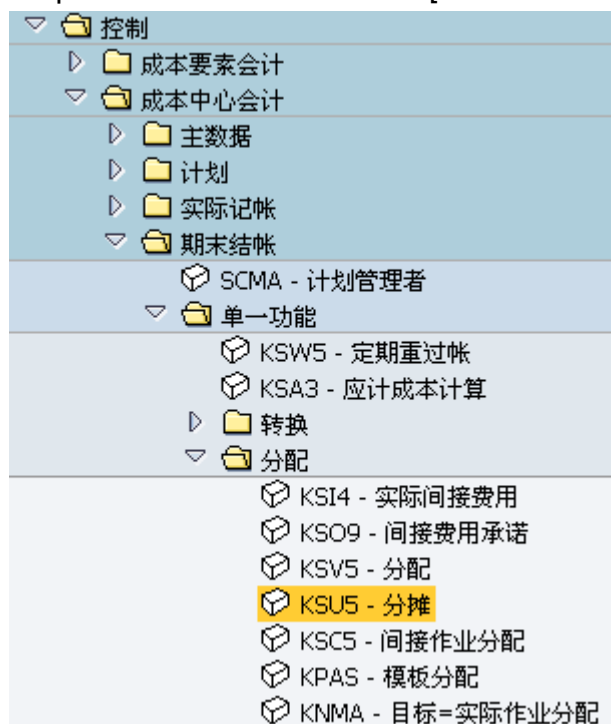 控制
成本要素会计
成本中心会计
主数据
计划
实际记帐
期末结帐
SCMA - 计划管理者
单一功能
KSW5 - 定期重过帐
KSA3 - 应计成本计算
转换
分配
KSI4 - 实际间接费用
KSO9 - 间接费用承诺
KSV5 - 分配
KSU5 - 分摊
KSC5 - 间接作业分配
KPAS - 模板分配
KNMA - 目标=实际作业分配